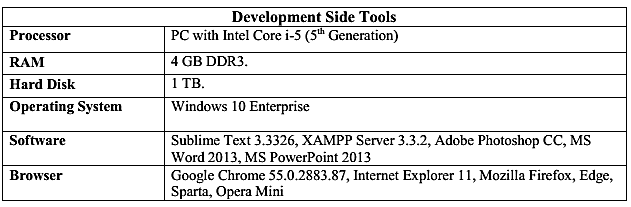 Development Side Tools
Processor PC with Intel Core i-5 (5th Generation)
RAM 4 GB DDR3.
Hard Disk 1 TB.
Operating System Windows 10 Enterprise
Software Sublime Text 3.3326, XAMPP Server 3.3.2, Adobe Photoshop CC, MS
Word 2013, MS PowerPoint 2013
Browser Google Chrome 55.0.2883.87, Internet Explorer 11, Mozilla Firefox, Edge,
Sparta, Opera Mini